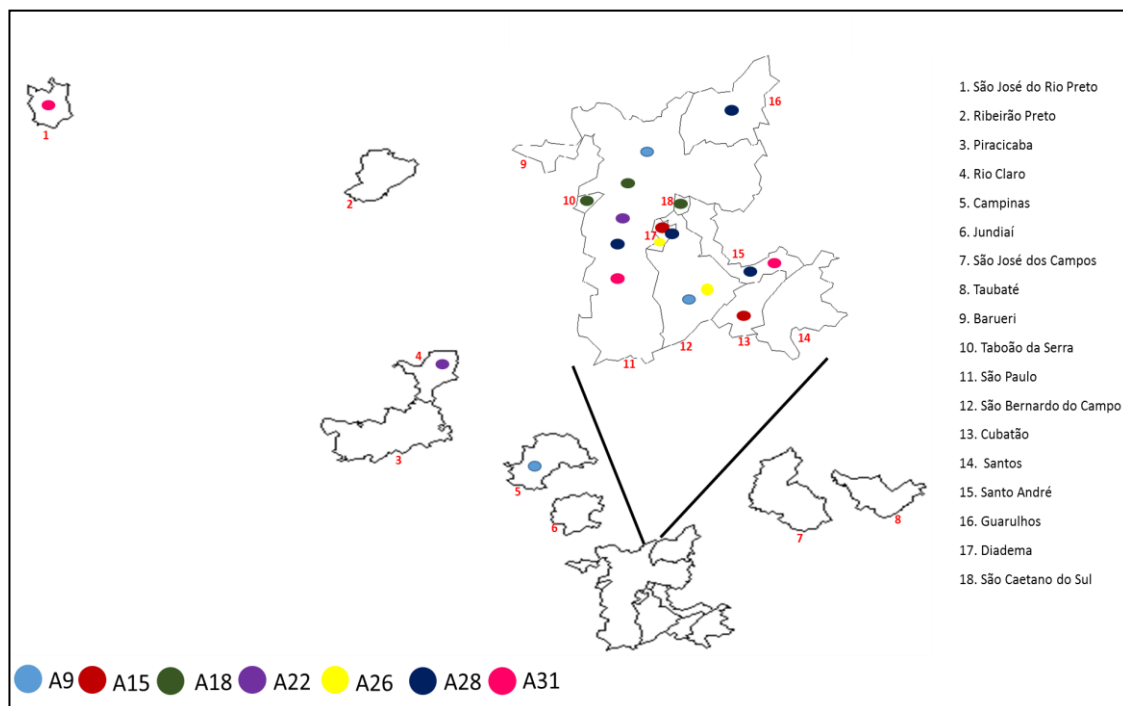 1
2
3
4
5
6
7
8
9
10
11
12
13
14
15
16
17
18
1. São José do Rio Preto
2. Ribeirão Preto
3. Piracicaba
4. Rio Claro
5. Campinas
6. Jundiaí
7. São José dos Campos
8. Taubaté
9. Barueri
10. Taboão da Serra
11. São Paulo
12. São Bernardo do Campo
13. Cubatão
14. Santos
15. Santo André
16. Guarulhos
17. Diadema
18. São Caetano do Sul
A9 A15 A18 A22 A26 A28 A31